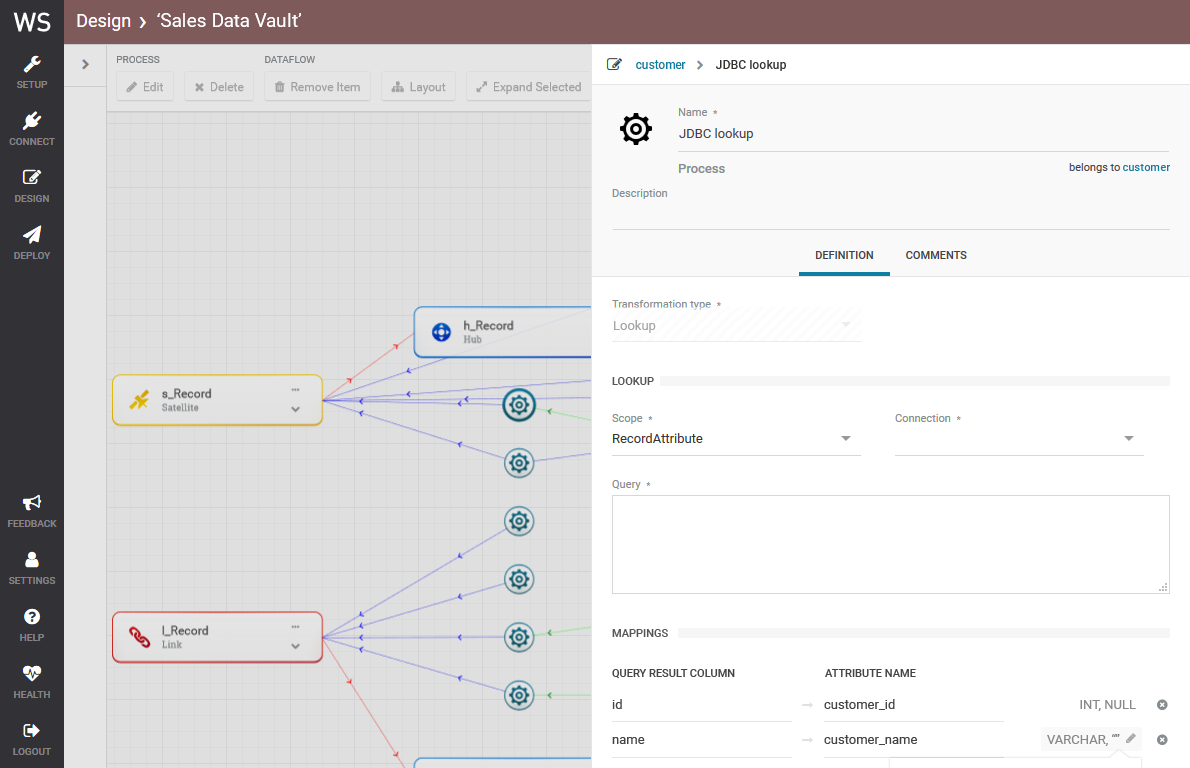 WS
Design › ‘Sales Data Vault’
SETUP
CONNECT
DESIGN
DEPLOY
FEEDBACK
SETTINGS
HELP
HEALTH
LOGOUT
PROCESS
DATAFLOW
Edit
Delete
Remove Item
Layout
Expand Selected
h_Record
Hub
s_Record
Satellite
l_Record
Link
customer > JDBC lookup
Name *
JDBC lookup
Process
belongs to customer
Description
DEFINITION
COMMENTS
Transformation type *
Lookup
LOOKUP
Scope *
Connection *
RecordAttribute
Query *
MAPPINGS
QUERY RESULT COLUMN
ATTRIBUTE NAME
id → customer_id INT, NULL
name → customer_name VARCHAR, “”